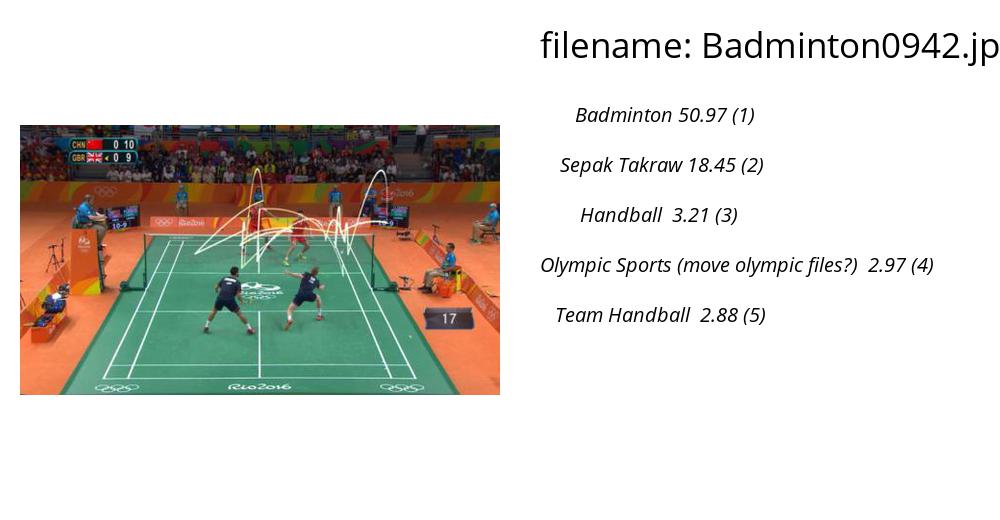 filename: Badminton0942.jp
Badminton 50.97 (1)
Sepak Takraw 18.45 (2)
Handball 3.21 (3)
Olympic Sports (move olympic files?) 2.97 (4)
Team Handball 2.88 (5)
CHN 0 10
GBR 0 9
Rio2016
10-9
17
Rio2016